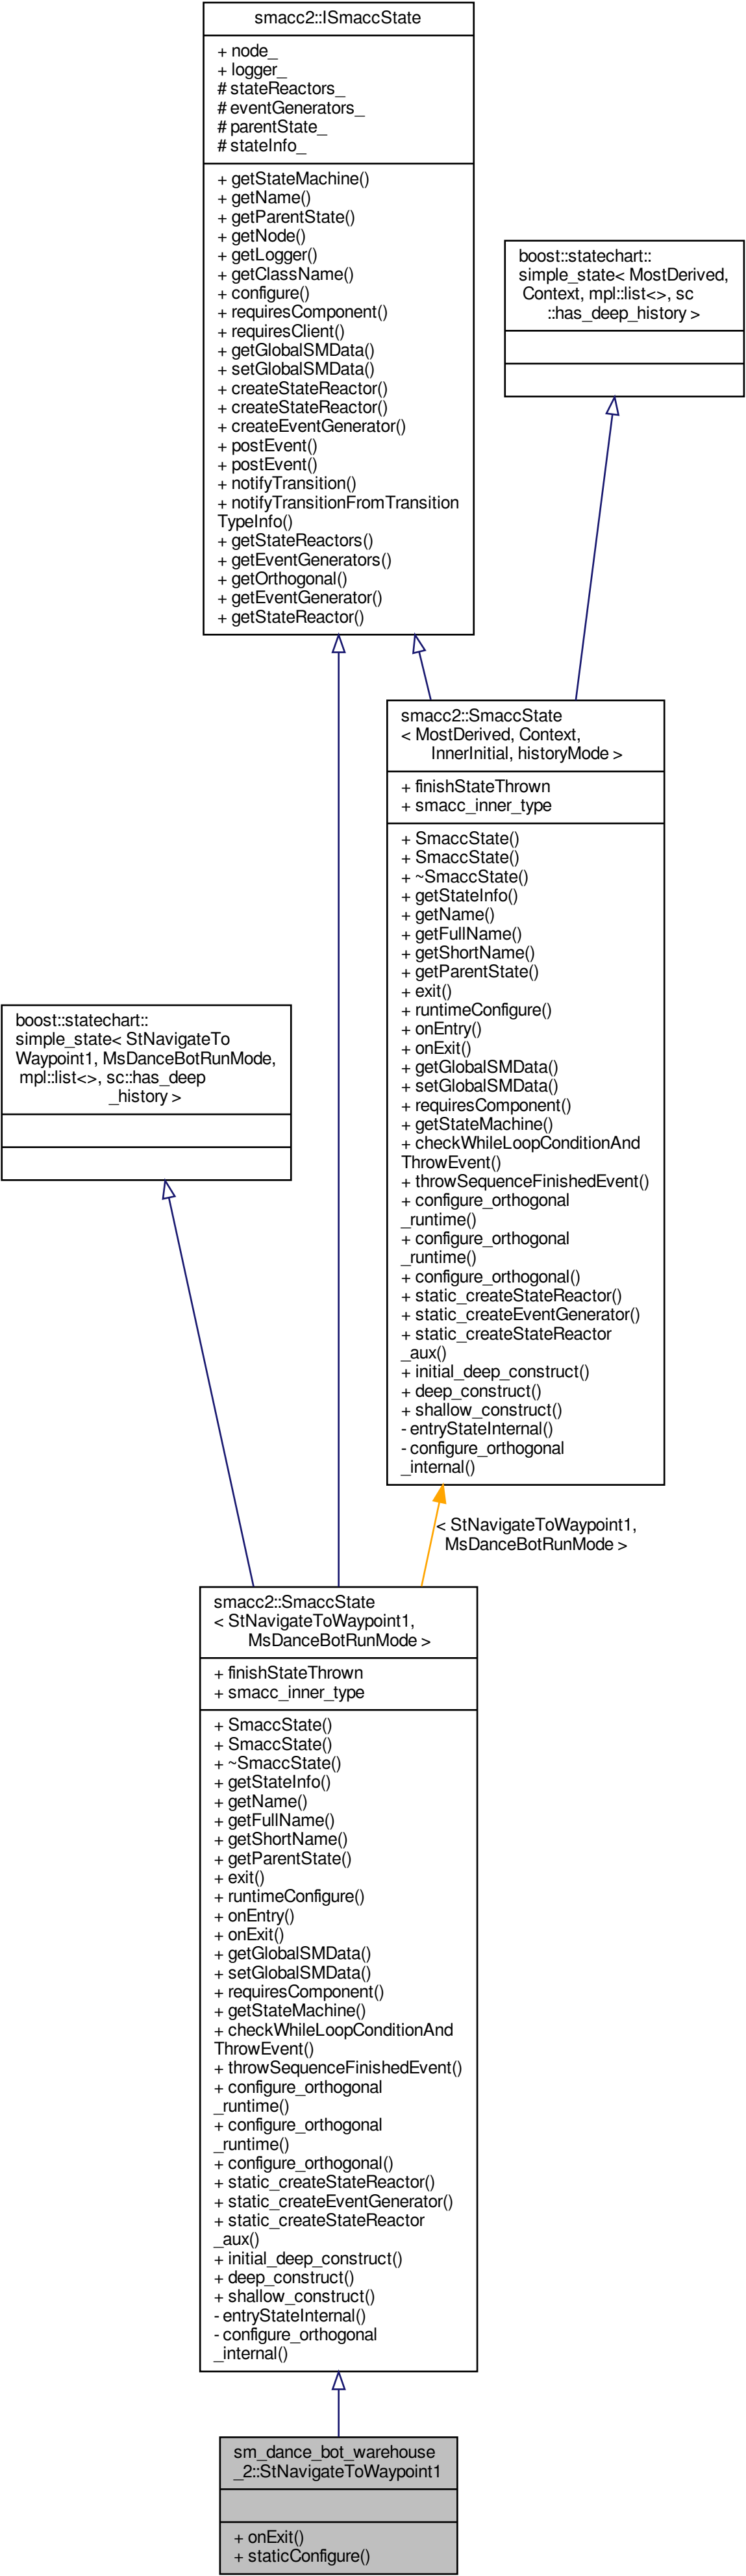 smacc2::ISmaccState
+ node_
+ logger_
# stateReactors_
# eventGenerators_
# parentState_
# stateInfo_
+ getStateMachine()
+ getName()
+ getParentState()
+ getNode()
+ getLogger()
+ getClassName()
+ configure()
+ requiresComponent()
+ requiresClient()
+ getGlobalSMData()
+ setGlobalSMData()
+ createStateReactor()
+ createStateReactor()
+ createEventGenerator()
+ postEvent()
+ postEvent()
+ notifyTransition()
+ notifyTransitionFromTransition
TypeInfo()
+ getStateReactors()
+ getEventGenerators()
+ getOrthogonal()
+ getEventGenerator()
+ getStateReactor()
boost::statechart::
simple_state< MostDerived,
Context, mpl::list<>, sc
::has_deep_history >
smacc2::SmaccState
< MostDerived, Context,
InnerInitial, historyMode >
+ finishStateThrown
+ smacc_inner_type
+ SmaccState()
+ SmaccState()
+ ~SmaccState()
+ getStateInfo()
+ getName()
+ getFullName()
+ getShortName()
+ getParentState()
+ exit()
+ runtimeConfigure()
+ onEntry()
+ onExit()
+ getGlobalSMData()
+ setGlobalSMData()
+ requiresComponent()
+ getStateMachine()
+ checkWhileLoopConditionAnd
ThrowEvent()
+ throwSequenceFinishedEvent()
+ configure_orthogonal
_runtime()
+ configure_orthogonal
_runtime()
+ configure_orthogonal()
+ static_createStateReactor()
+ static_createEventGenerator()
+ static_createStateReactor
_aux()
+ initial_deep_construct()
+ deep_construct()
+ shallow_construct()
- entryStateInternal()
- configure_orthogonal
_internal()
boost::statechart::
simple_state< StNavigateTo
Waypoint1, MsDanceBotRunMode,
mpl::list<>, sc::has_deep
_history >
< StNavigateToWaypoint1,
MsDanceBotRunMode >
smacc2::SmaccState
< StNavigateToWaypoint1,
MsDanceBotRunMode >
+ finishStateThrown
+ smacc_inner_type
+ SmaccState()
+ SmaccState()
+ ~SmaccState()
+ getStateInfo()
+ getName()
+ getFullName()
+ getShortName()
+ getParentState()
+ exit()
+ runtimeConfigure()
+ onEntry()
+ onExit()
+ getGlobalSMData()
+ setGlobalSMData()
+ requiresComponent()
+ getStateMachine()
+ checkWhileLoopConditionAnd
ThrowEvent()
+ throwSequenceFinishedEvent()
+ configure_orthogonal
_runtime()
+ configure_orthogonal
_runtime()
+ configure_orthogonal()
+ static_createStateReactor()
+ static_createEventGenerator()
+ static_createStateReactor
_aux()
+ initial_deep_construct()
+ deep_construct()
+ shallow_construct()
- entryStateInternal()
- configure_orthogonal
_internal()
sm_dance_bot_warehouse
_2::StNavigateToWaypoint1
+ onExit()
+ staticConfigure()